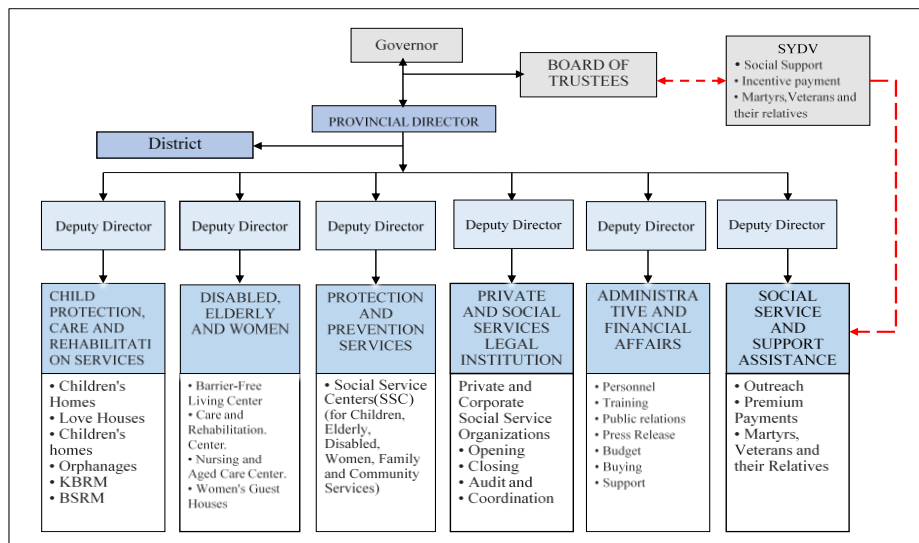 Governor
BOARD OF
TRUSTEES
SYDV
• Social Support
• Incentive payment
• Martyrs,Veterans and
their relatives
PROVINCIAL DIRECTOR
District
Deputy Director
Deputy Director
Deputy Director
Deputy Director
Deputy Director
Deputy Director
CHILD
PROTECTION,
CARE AND
REHABILITATI
ON SERVICES
DISABLED,
ELDERLY
AND WOMEN
PROTECTION
AND
PREVENTION
SERVICES
PRIVATE
AND SOCIAL
SERVICES
LEGAL
INSTITUTION
ADMINISTRA
TIVE AND
FINANCIAL
AFFAIRS
SOCIAL
SERVICE
AND
SUPPORT
ASSISTANCE
• Children's
Homes
• Love Houses
• Children's
homes
• Orphanages
• KBRM
• BSRM
• Barrier-Free
Living Center
• Care and
Rehabilitation.
Center.
• Nursing and
Aged Care Center.
• Women's Guest
Houses
• Social Service
Centers(SSC)
(for Children,
Elderly,
Disabled,
Women, Family
and Community
Services)
Private and
Corporate
Social Service
Organizations
• Opening
• Closing
• Audit and
• Coordination
• Personnel
• Training
• Public relations
• Press Release
• Budget
• Buying
• Support
• Outreach
• Premium
Payments
• Martyrs,
Veterans and
their Relatives